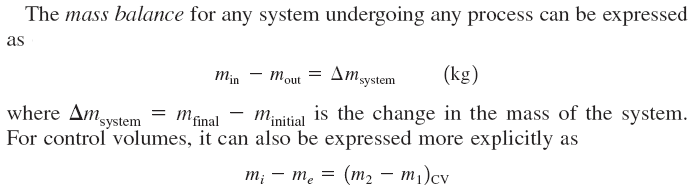 The mass balance for any system undergoing any process can be expressed
as
m_in − m_out = Δm_system (kg)
where Δm_system = m_final − m_initial is the change in the mass of the system.
For control volumes, it can also be expressed more explicitly as
m_i − m_e = (m_2 − m_1)_CV